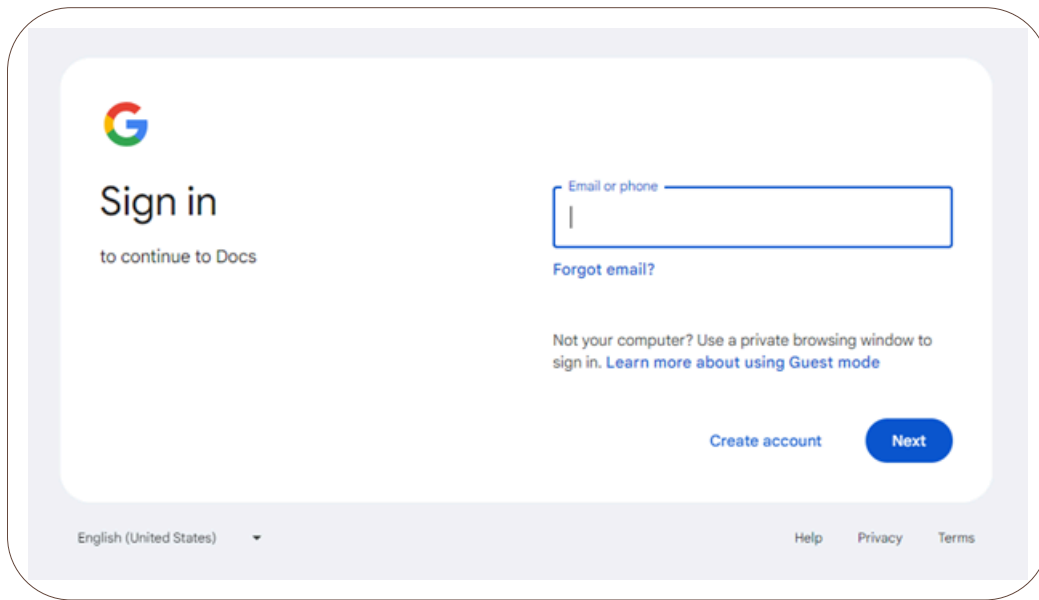 Sign in
to continue to Docs
Email or phone
Forgot email?
Not your computer? Use a private browsing window to
sign in. Learn more about using Guest mode
Create account
Next
English (United States)
Help
Privacy
Terms